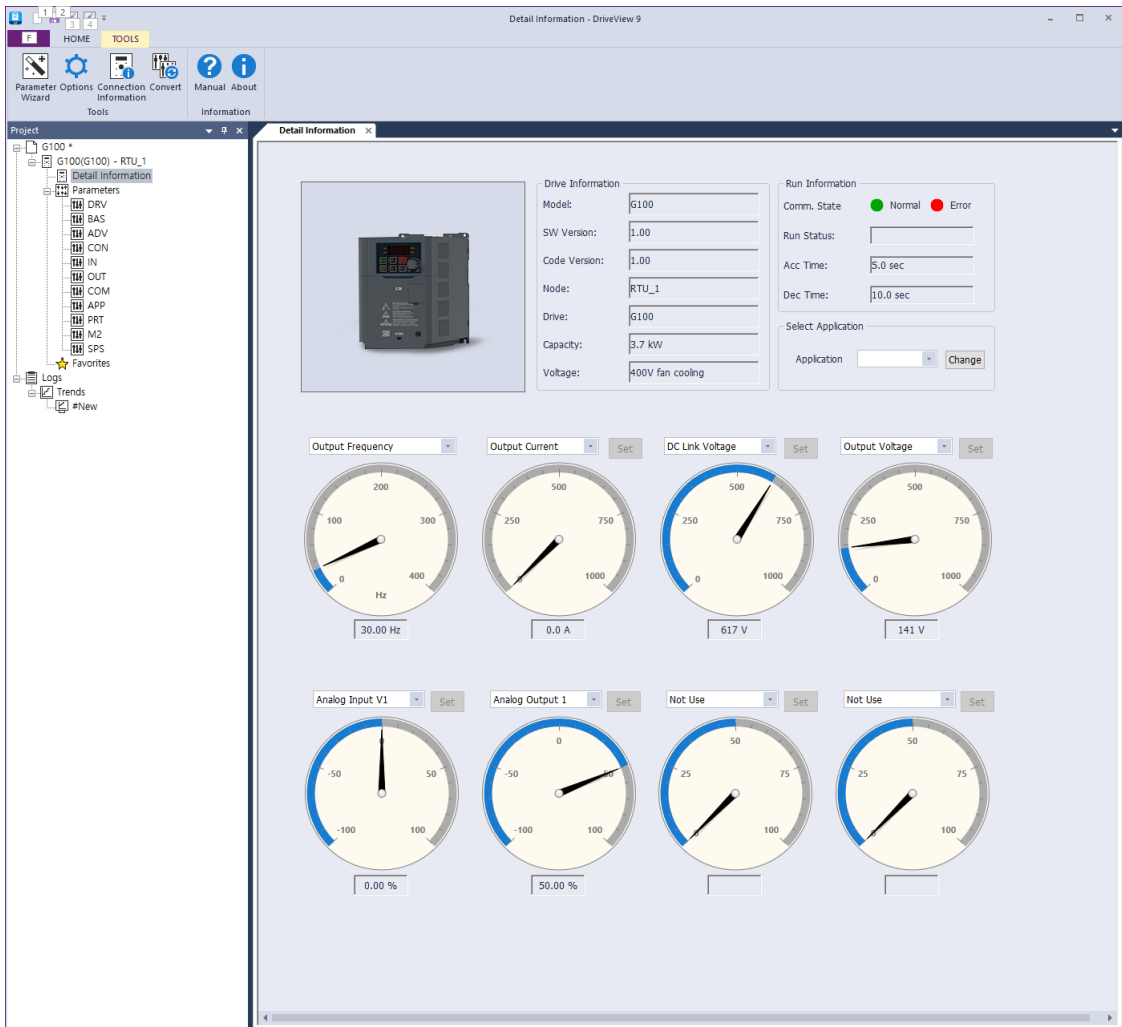 1 2
Detail Information - DriveView 9
3 4
F HOME TOOLS
Parameter Wizard Options Connection Information Convert Manual About
Tools Information
Project
Detail Information
G100 *
G100(G100) - RTU_1
Detail Information
Parameters
DRV
BAS
ADV
CON
IN
OUT
COM
APP
PRT
M2
SPS
Favorites
Logs
Trends
#New
Drive Information
Model: G100
SW Version: 1.00
Code Version: 1.00
Node: RTU_1
Drive: G100
Capacity: 3.7 kW
Voltage: 400V fan cooling
Run Information
Comm. State Normal Error
Run Status:
Acc Time: 5.0 sec
Dec Time: 10.0 sec
Select Application
Application Change
Output Frequency
0 100 200 300 400
Hz
30.00 Hz
Output Current Set
0 250 500 750 1000
0.0 A
DC Link Voltage Set
0 250 500 750 1000
617 V
Output Voltage Set
0 250 500 750 1000
141 V
Analog Input V1 Set
-100 -50 0 50 100
0.00 %
Analog Output 1 Set
-100 -50 0 50 100
50.00 %
Not Use Set
0 25 50 75 100
Not Use Set
0 25 50 75 100